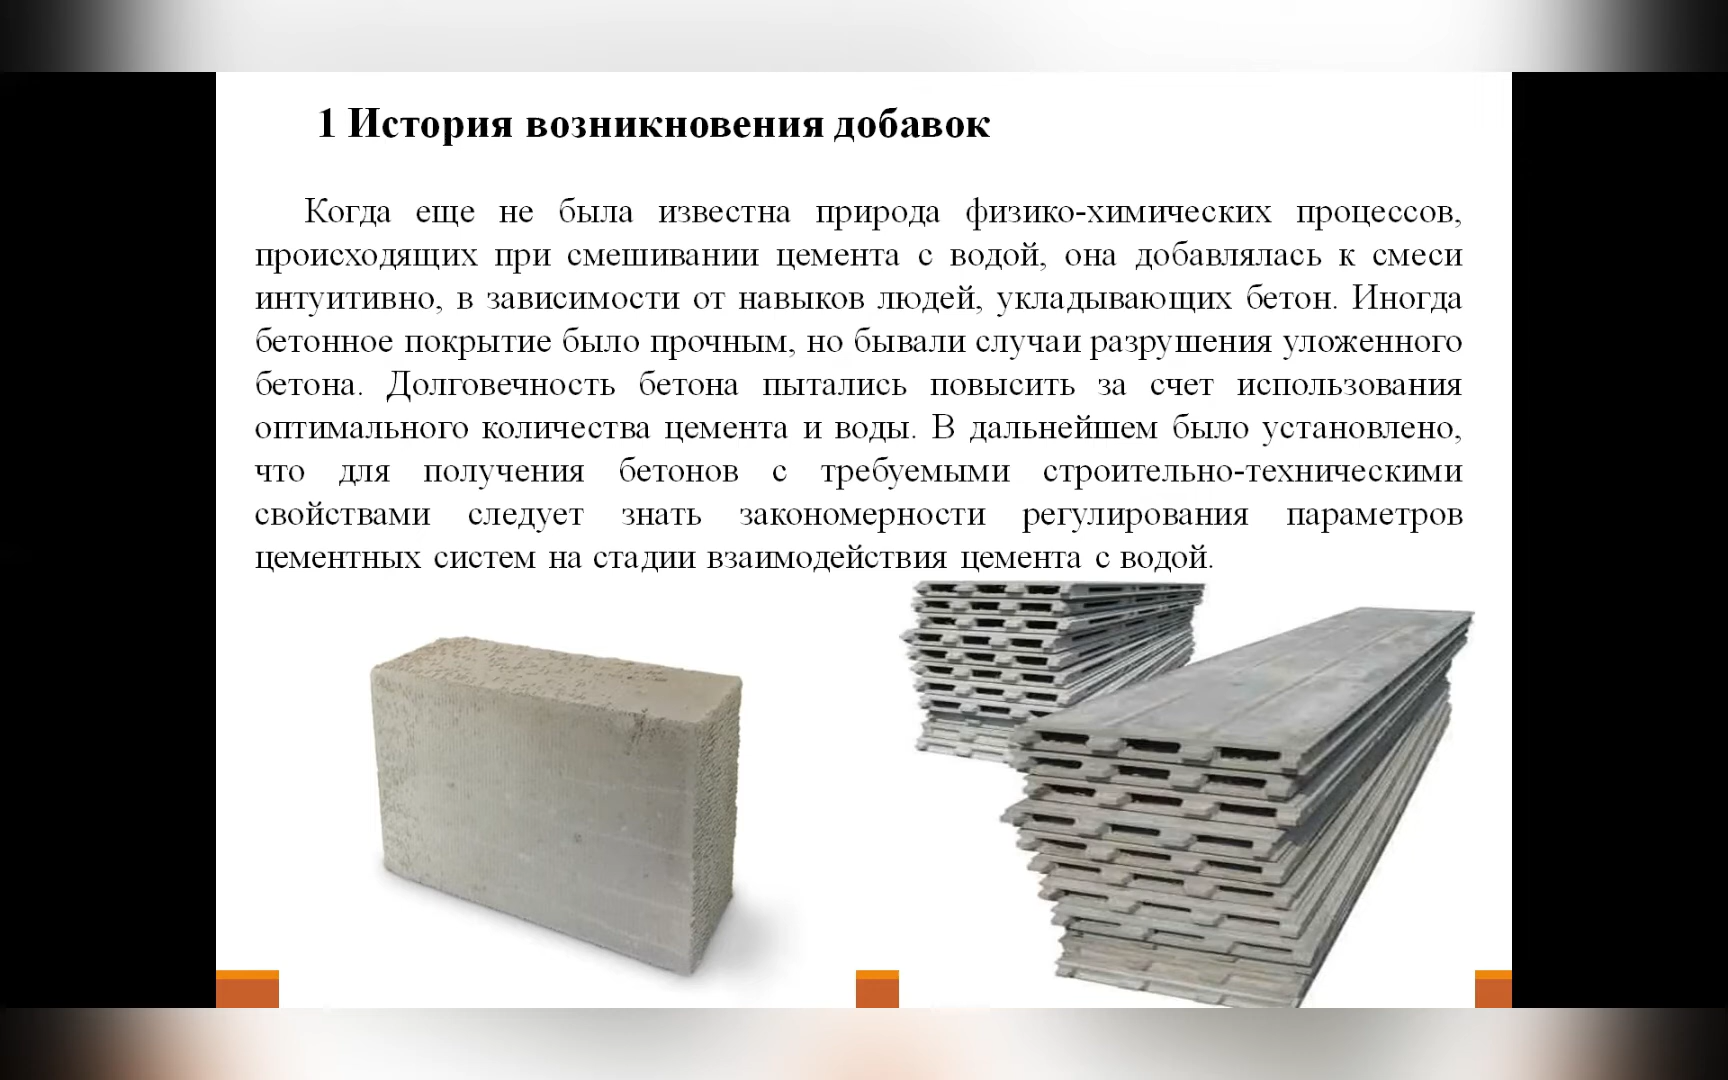 1 История возникновения добавок
Когда еще не была известна природа физико-химических процессов,
происходящих при смешивании цемента с водой, она добавлялась к смеси
интуитивно, в зависимости от навыков людей, укладывающих бетон. Иногда
бетонное покрытие было прочным, но бывали случаи разрушения уложенного
бетона. Долговечность бетона пытались повысить за счет использования
оптимального количества цемента и воды. В дальнейшем было установлено,
что для получения бетонов с требуемыми строительно-техническими
свойствами следует знать закономерности регулирования параметров
цементных систем на стадии взаимодействия цемента с водой.